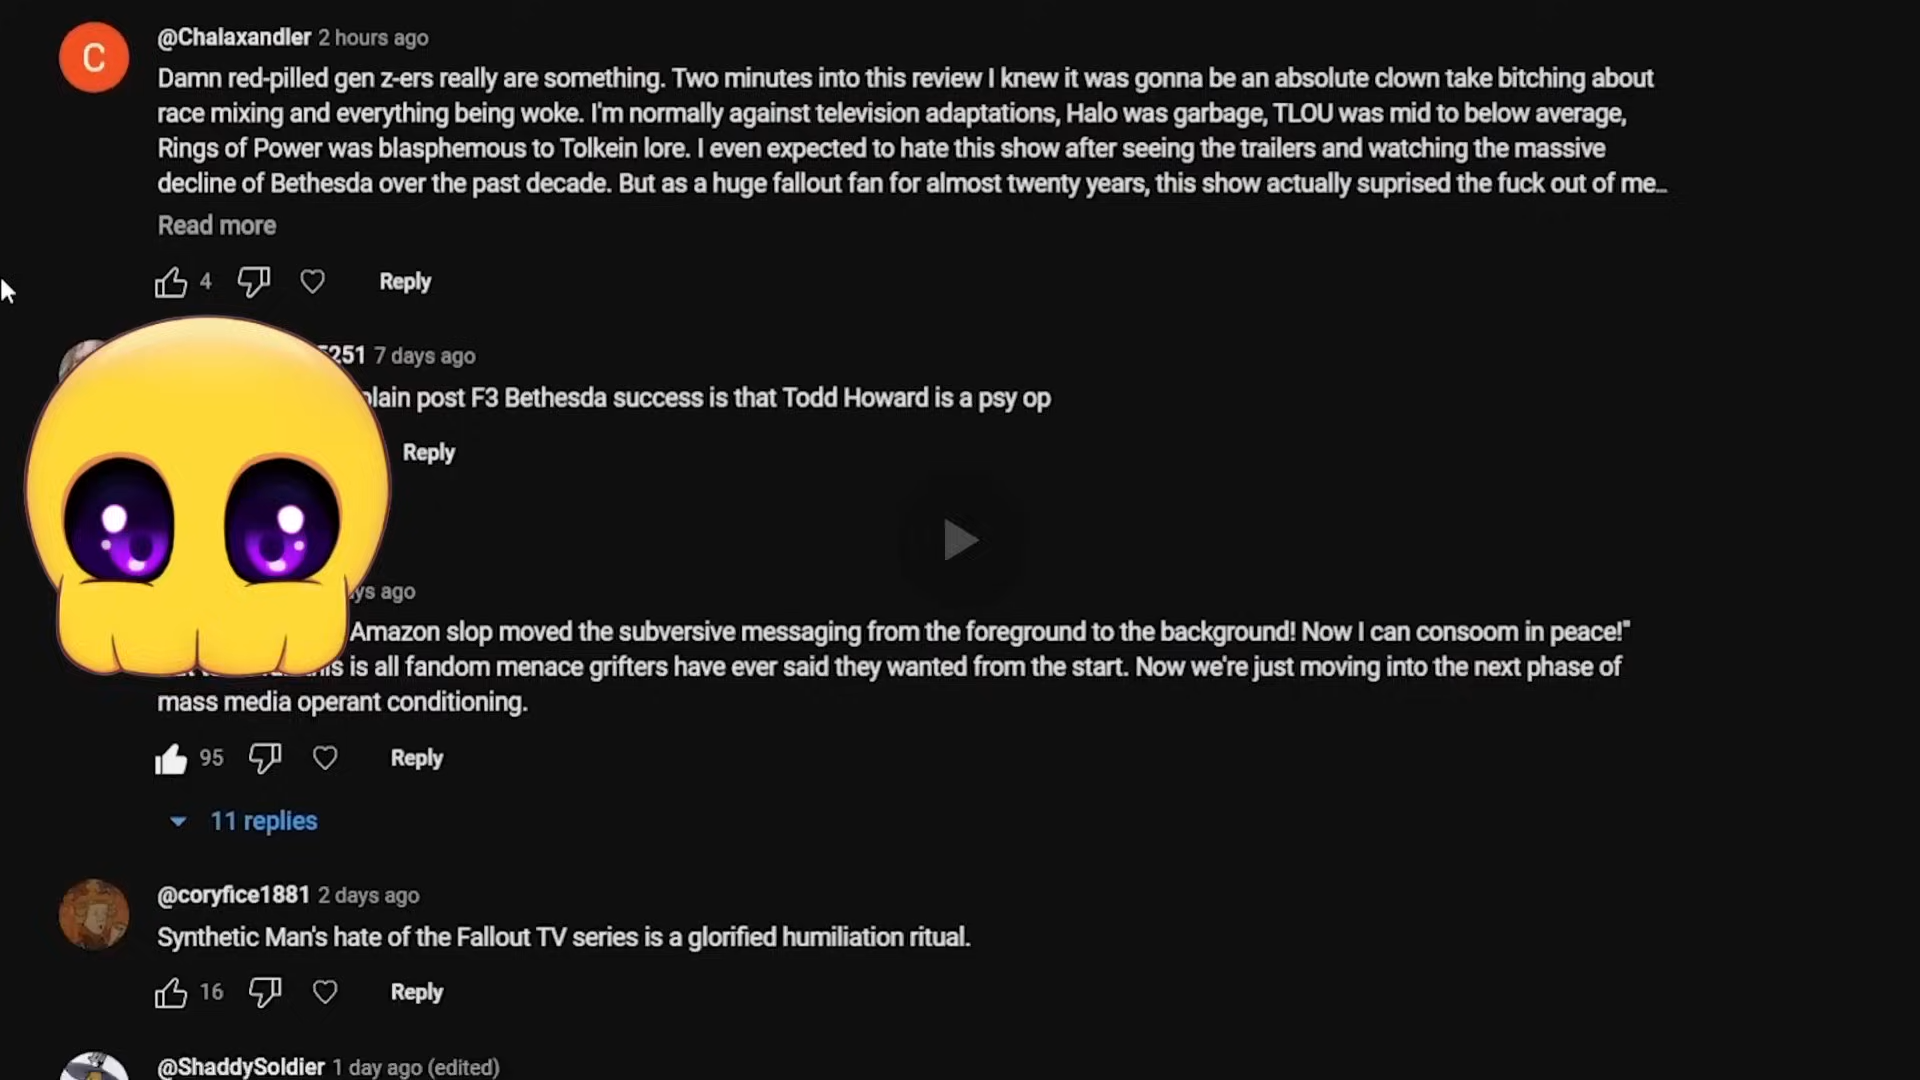 C
@Chalaxandler 2 hours ago
Damn red-pilled gen z-ers really are something. Two minutes into this review I knew it was gonna be an absolute clown take bitching about
race mixing and everything being woke. I'm normally against television adaptations, Halo was garbage, TLOU was mid to below average,
Rings of Power was blasphemous to Tolkein lore. I even expected to hate this show after seeing the trailers and watching the massive
decline of Bethesda over the past decade. But as a huge fallout fan for almost twenty years, this show actually suprised the fuck out of me…
Read more
4 Reply
251 7 days ago
post F3 Bethesda success is that Todd Howard is a psy op
Reply
ago
Amazon slop moved the subversive messaging from the foreground to the background! Now I can consoom in peace!"
is all fandom menace grifters have ever said they wanted from the start. Now we're just moving into the next phase of
mass media operant conditioning.
95 Reply
11 replies
@coryfice1881 2 days ago
Synthetic Man's hate of the Fallout TV series is a glorified humiliation ritual.
16 Reply
@ShaddySoldier 1 day ago (edited)